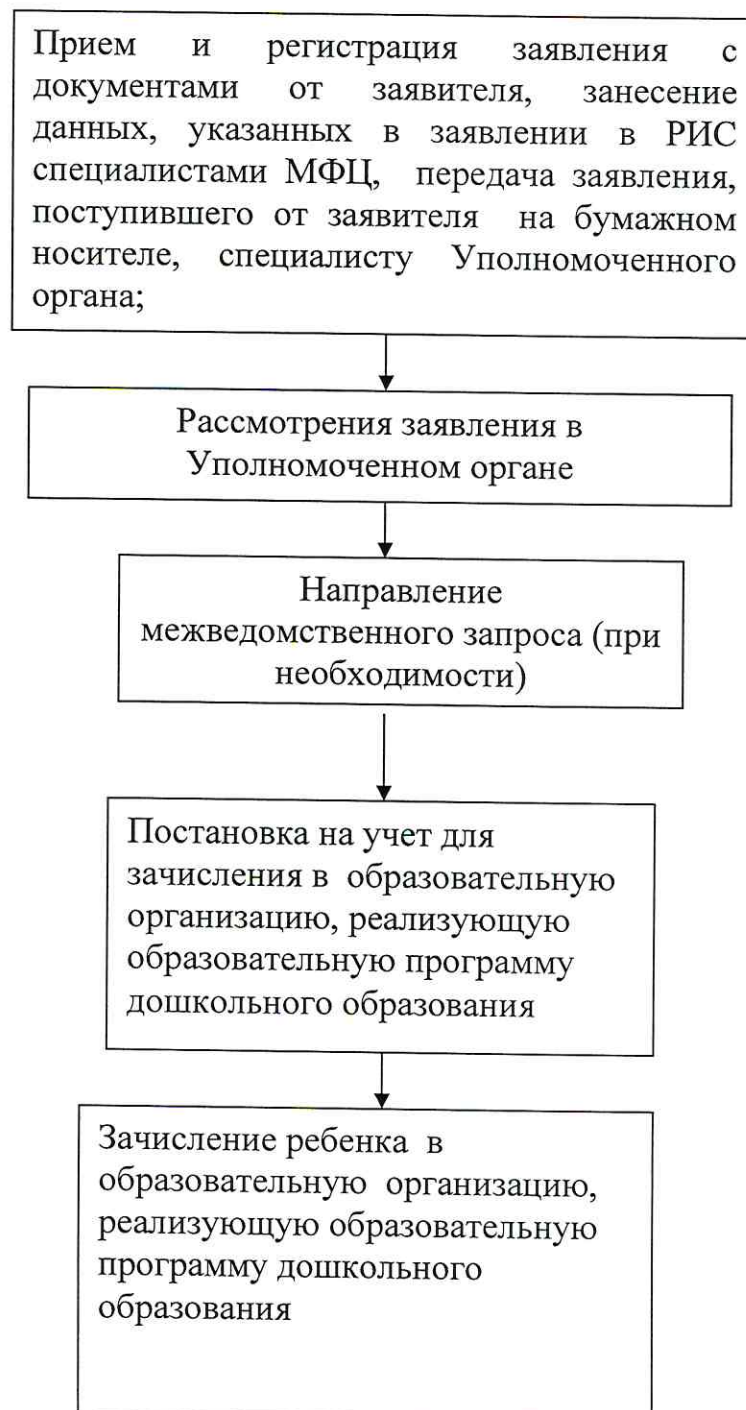 Прием и регистрация заявления с
документами от заявителя, занесение
данных, указанных в заявлении в РИС
специалистами МФЦ, передача заявления,
поступившего от заявителя на бумажном
носителе, специалисту Уполномоченного
органа;
Рассмотрения заявления в
Уполномоченном органе
Направление
межведомственного запроса (при
необходимости)
Постановка на учет для
зачисления в образовательную
организацию, реализующую
образовательную программу
дошкольного образования
Зачисление ребенка в
образовательную организацию,
реализующую образовательную
программу дошкольного
образования